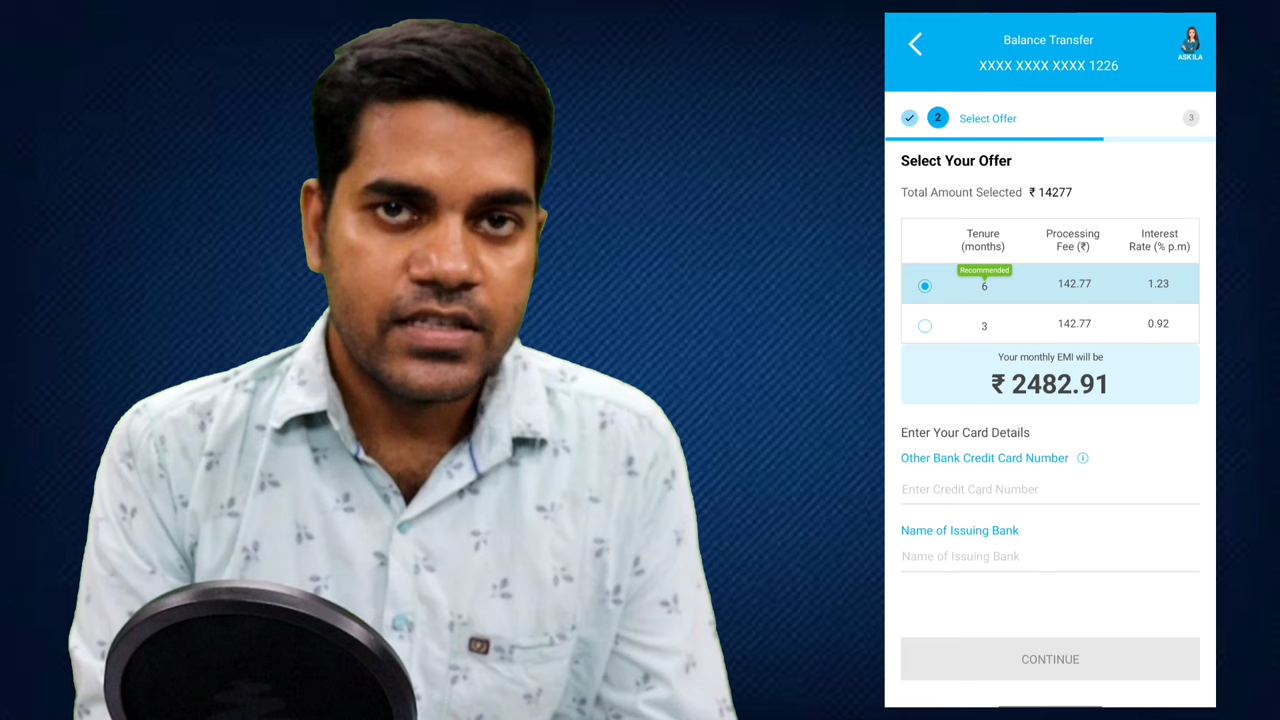 Balance Transfer
XXXX XXXX XXXX 1226
ASK ILA
2 Select Offer 3
Select Your Offer
Total Amount Selected ₹ 14277
Tenure (months) Processing Fee (₹) Interest Rate (% p.m)
Recommended
6 142.77 1.23
3 142.77 0.92
Your monthly EMI will be
₹ 2482.91
Enter Your Card Details
Other Bank Credit Card Number ⓘ
Enter Credit Card Number
Name of Issuing Bank
Name of Issuing Bank
CONTINUE